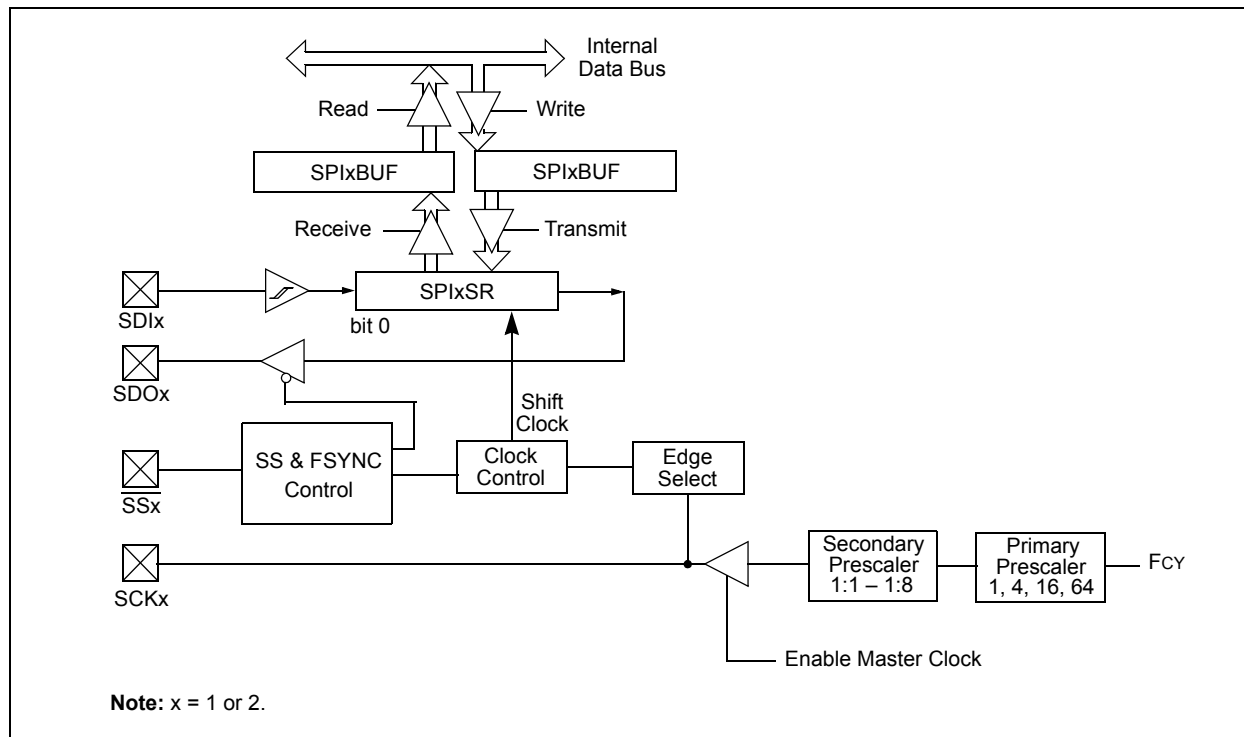 Internal
Data Bus
Read
Write
SPIxBUF
SPIxBUF
Receive
Transmit
SDIx
SPIxSR
bit 0
SDOx
Shift
Clock
SSx
SS & FSYNC
Control
Clock
Control
Edge
Select
SCKx
Secondary
Prescaler
1:1 – 1:8
Primary
Prescaler
1, 4, 16, 64
FCY
Enable Master Clock
Note: x = 1 or 2.